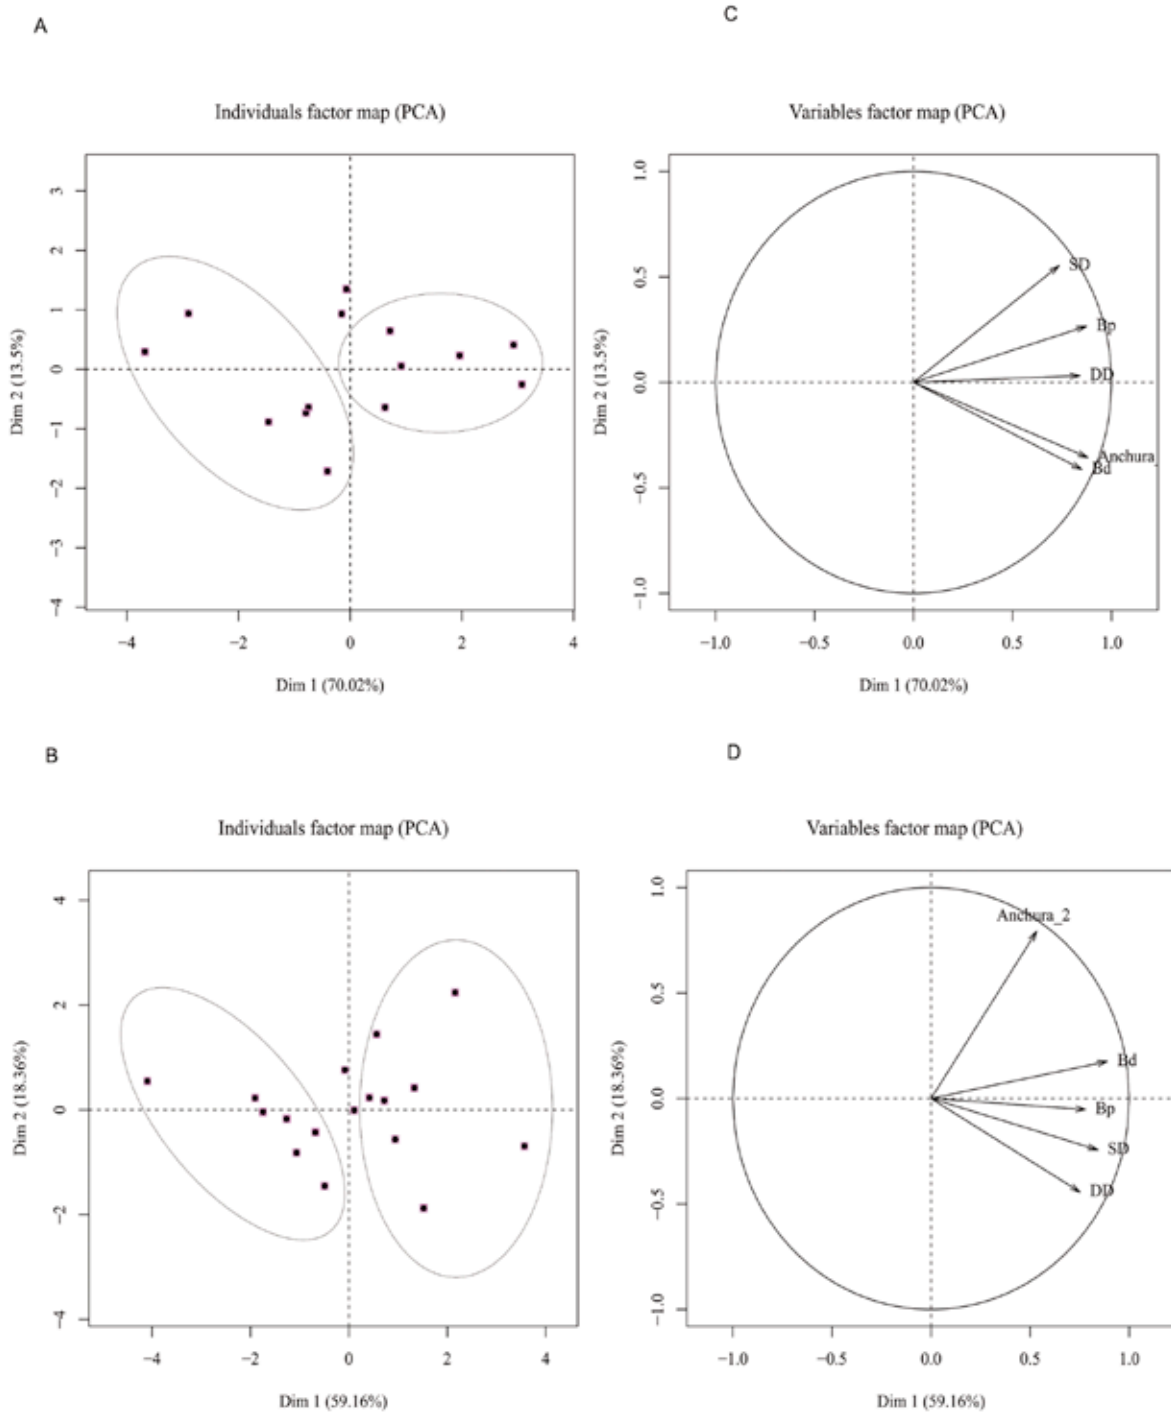 A
C
Individuals factor map (PCA)
Variables factor map (PCA)
Dim 2 (13.5%)
3
2
1
0
−1
−2
−3
−4
−4
−2
0
2
4
Dim 1 (70.02%)
Dim 2 (13.5%)
1.0
0.5
0.0
−0.5
−1.0
SD
Bp
DD
Anchura_
Bd
−1.0
−0.5
0.0
0.5
1.0
Dim 1 (70.02%)
B
D
Individuals factor map (PCA)
Variables factor map (PCA)
Dim 2 (18.36%)
4
2
0
−2
−4
−4
−2
0
2
4
Dim 1 (59.16%)
Dim 2 (18.36%)
1.0
0.5
0.0
−0.5
−1.0
Anchura_2
Bd
Bp
SD
DD
−1.0
−0.5
0.0
0.5
1.0
Dim 1 (59.16%)